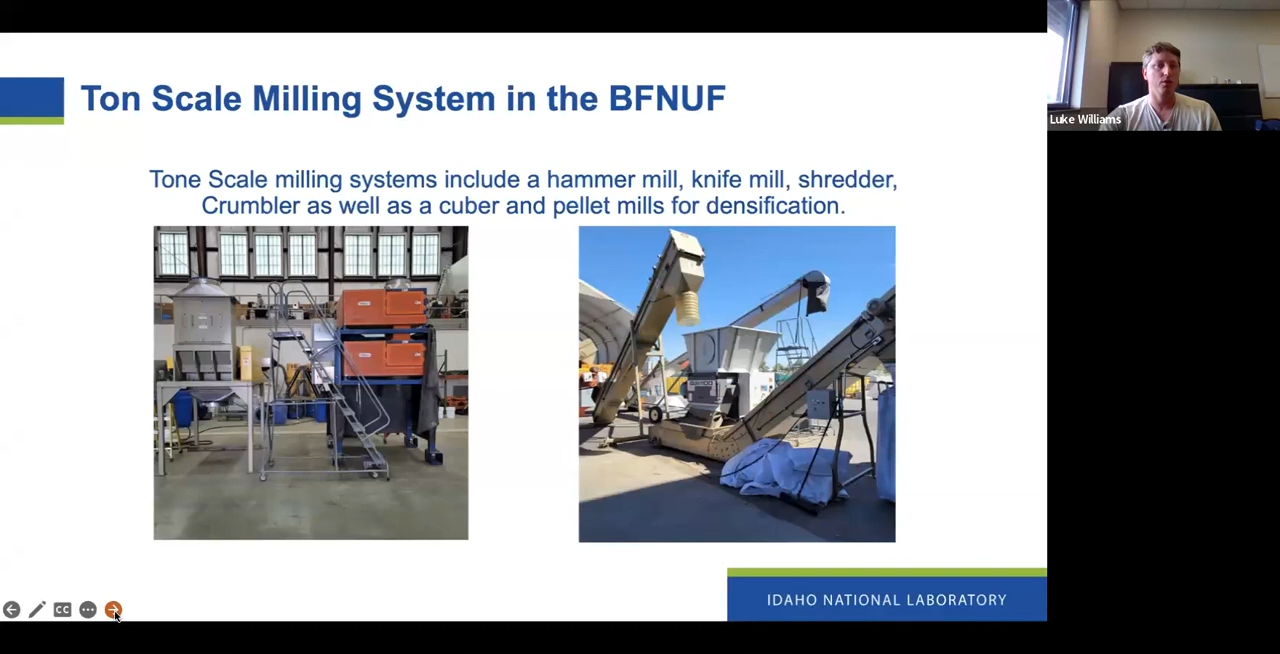 Ton Scale Milling System in the BFNUF
Luke Williams
Tone Scale milling systems include a hammer mill, knife mill, shredder,
Crumbler as well as a cuber and pellet mills for densification.
CC
IDAHO NATIONAL LABORATORY